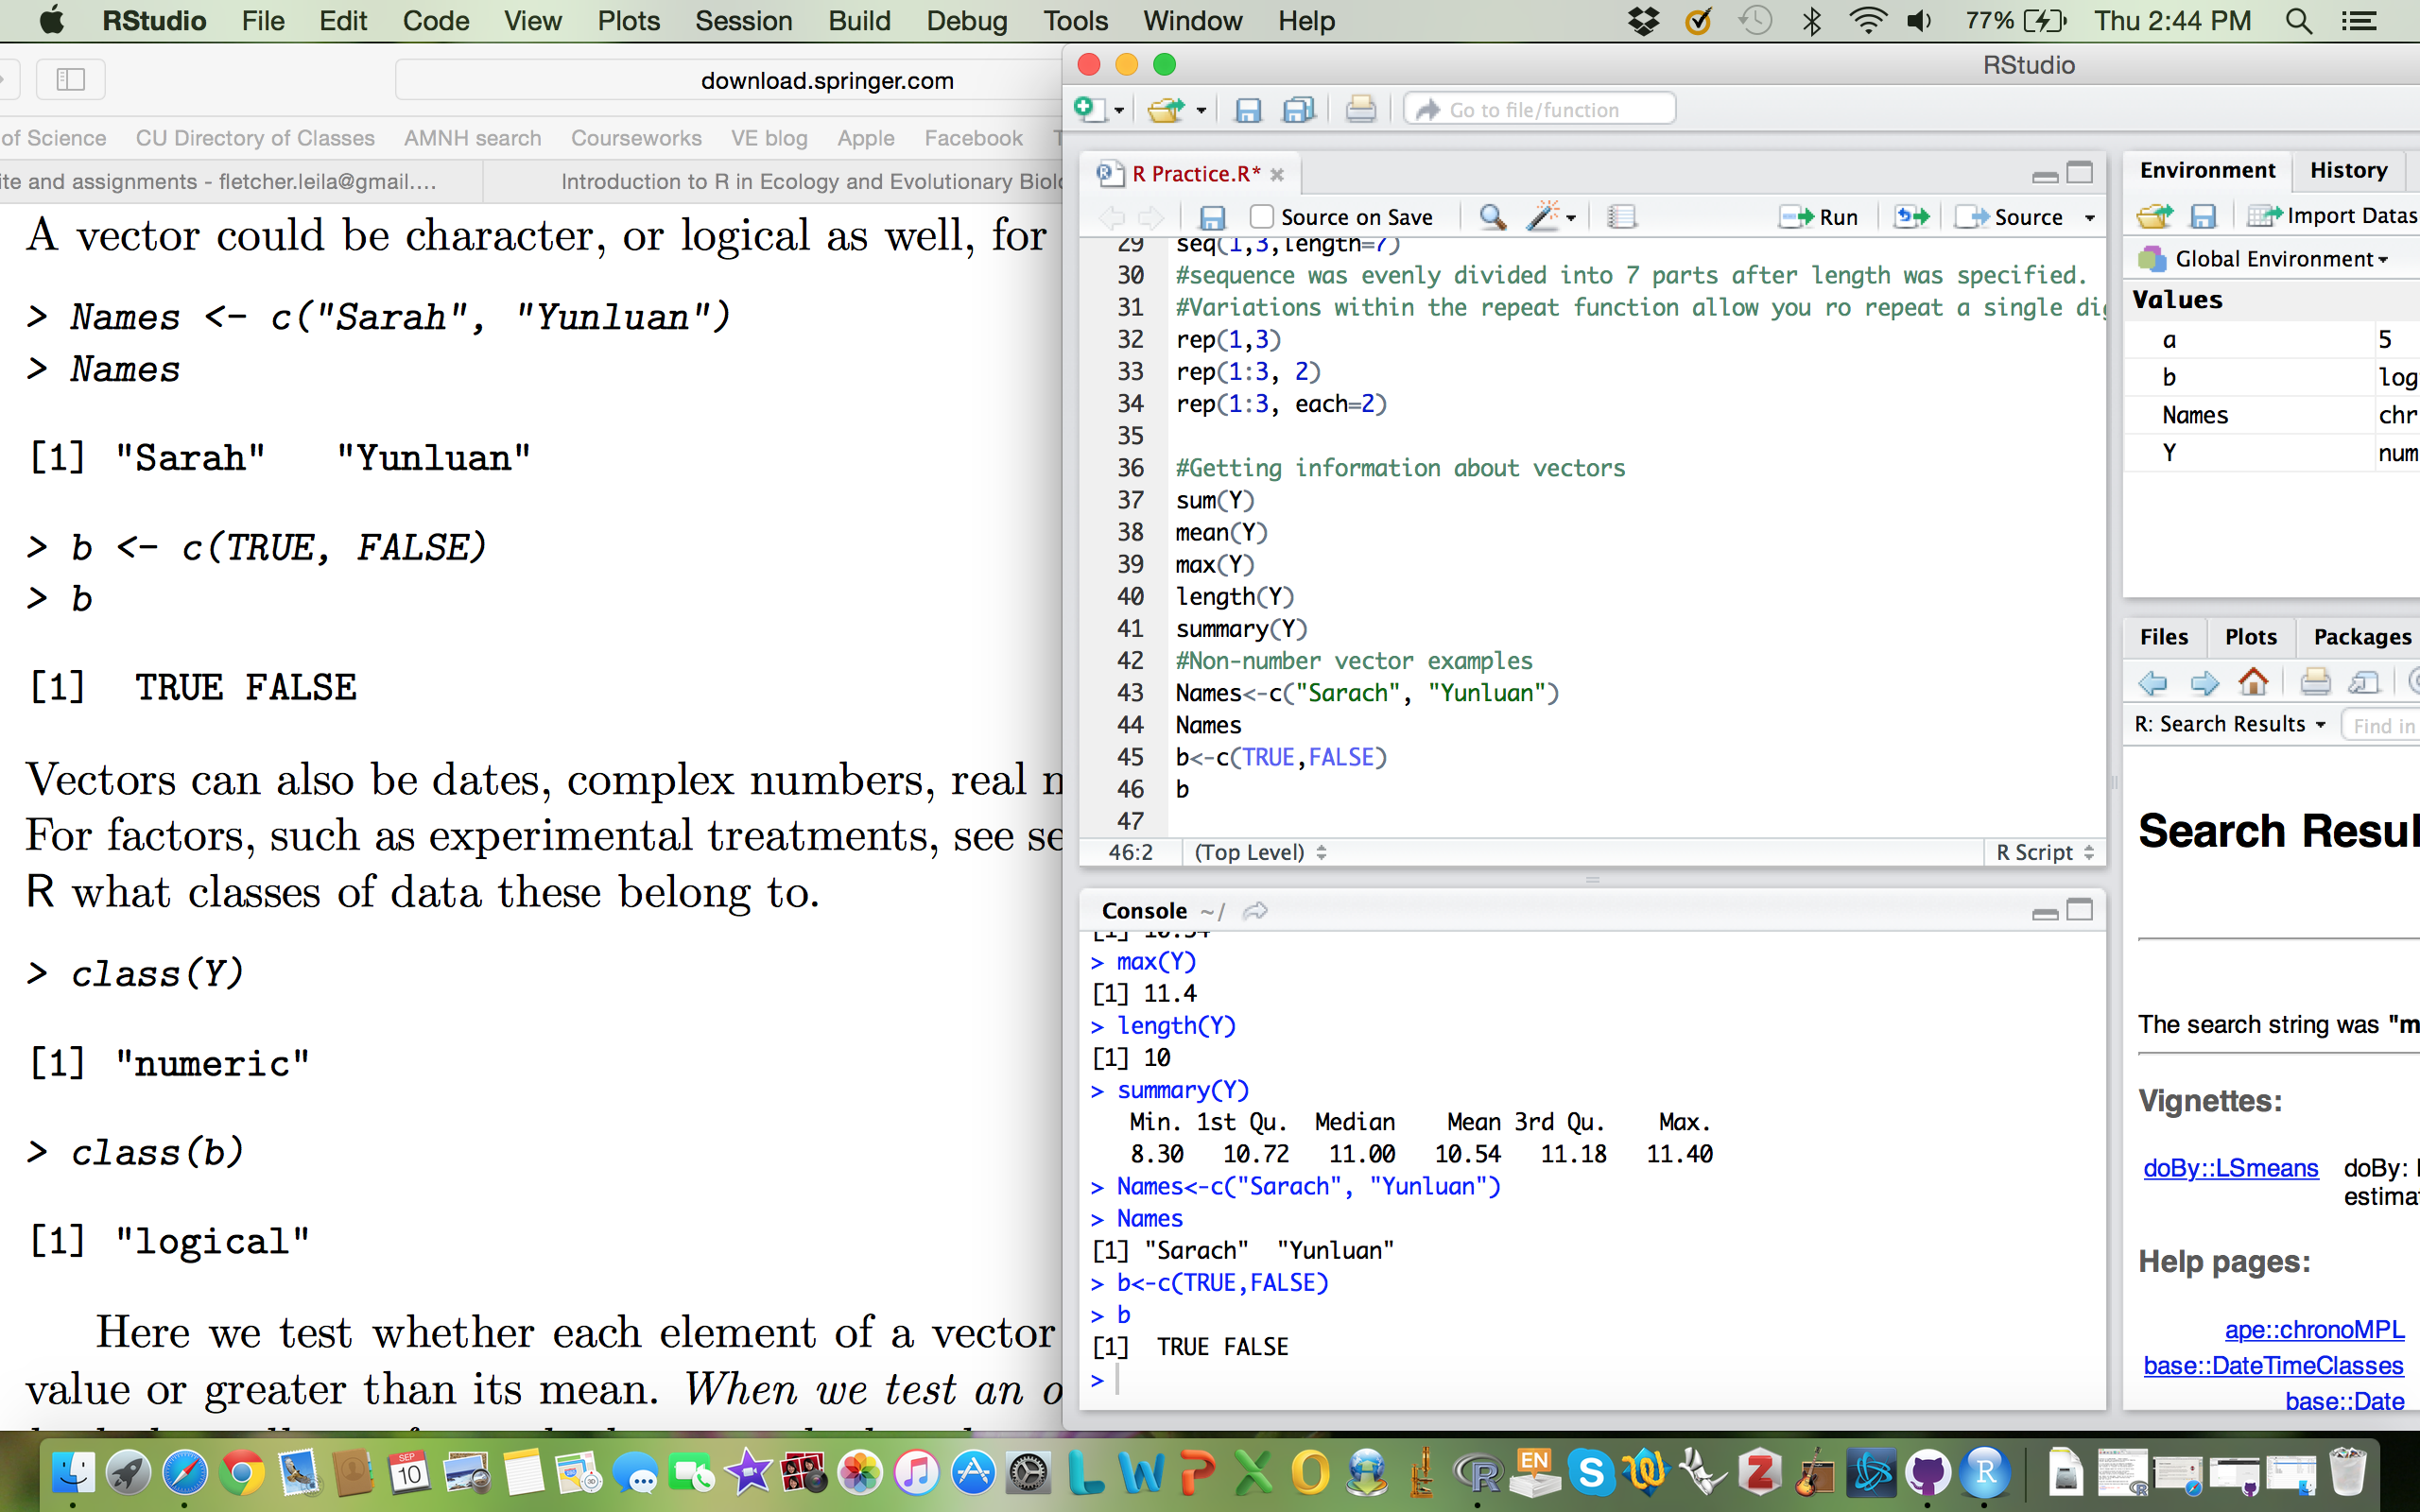 RStudio File Edit Code View Plots Session Build Debug Tools Window Help 77% Thu 2:44 PM
download.springer.com
of Science CU Directory of Classes AMNH search Courseworks VE blog Apple Facebook
ite and assignments - fletcher.leila@gmail.... Introduction to R in Ecology and Evolutionary Biol
A vector could be character, or logical as well, for
> Names <- c("Sarah", "Yunluan")
> Names
[1] "Sarah" "Yunluan"
> b <- c(TRUE, FALSE)
> b
[1] TRUE FALSE
Vectors can also be dates, complex numbers, real n
For factors, such as experimental treatments, see se
R what classes of data these belong to.
> class(Y)
[1] "numeric"
> class(b)
[1] "logical"
Here we test whether each element of a vector
value or greater than its mean. When we test an o
RStudio
Go to file/function
R Practice.R*
Source on Save Run Source
29 seq(1,3,length=7)
30 #sequence was evenly divided into 7 parts after length was specified.
31 #Variations within the repeat function allow you ro repeat a single dig
32 rep(1,3)
33 rep(1:3, 2)
34 rep(1:3, each=2)
35
36 #Getting information about vectors
37 sum(Y)
38 mean(Y)
39 max(Y)
40 length(Y)
41 summary(Y)
42 #Non-number vector examples
43 Names<-c("Sarach", "Yunluan")
44 Names
45 b<-c(TRUE,FALSE)
46 b
47
46:2 (Top Level) R Script
Console ~/
[1] 10.54
> max(Y)
[1] 11.4
> length(Y)
[1] 10
> summary(Y)
Min. 1st Qu. Median Mean 3rd Qu. Max.
8.30 10.72 11.00 10.54 11.18 11.40
> Names<-c("Sarach", "Yunluan")
> Names
[1] "Sarach" "Yunluan"
> b<-c(TRUE,FALSE)
> b
[1] TRUE FALSE
>
Environment History
Import Datas
Global Environment
Values
a 5
b log
Names chr
Y num
Files Plots Packages
R: Search Results Find in
Search Resul
The search string was "m
Vignettes:
doBy::LSmeans doBy:
estima
Help pages:
ape::chronoMPL
base::DateTimeClasses
base::Date
SEP
10
EN